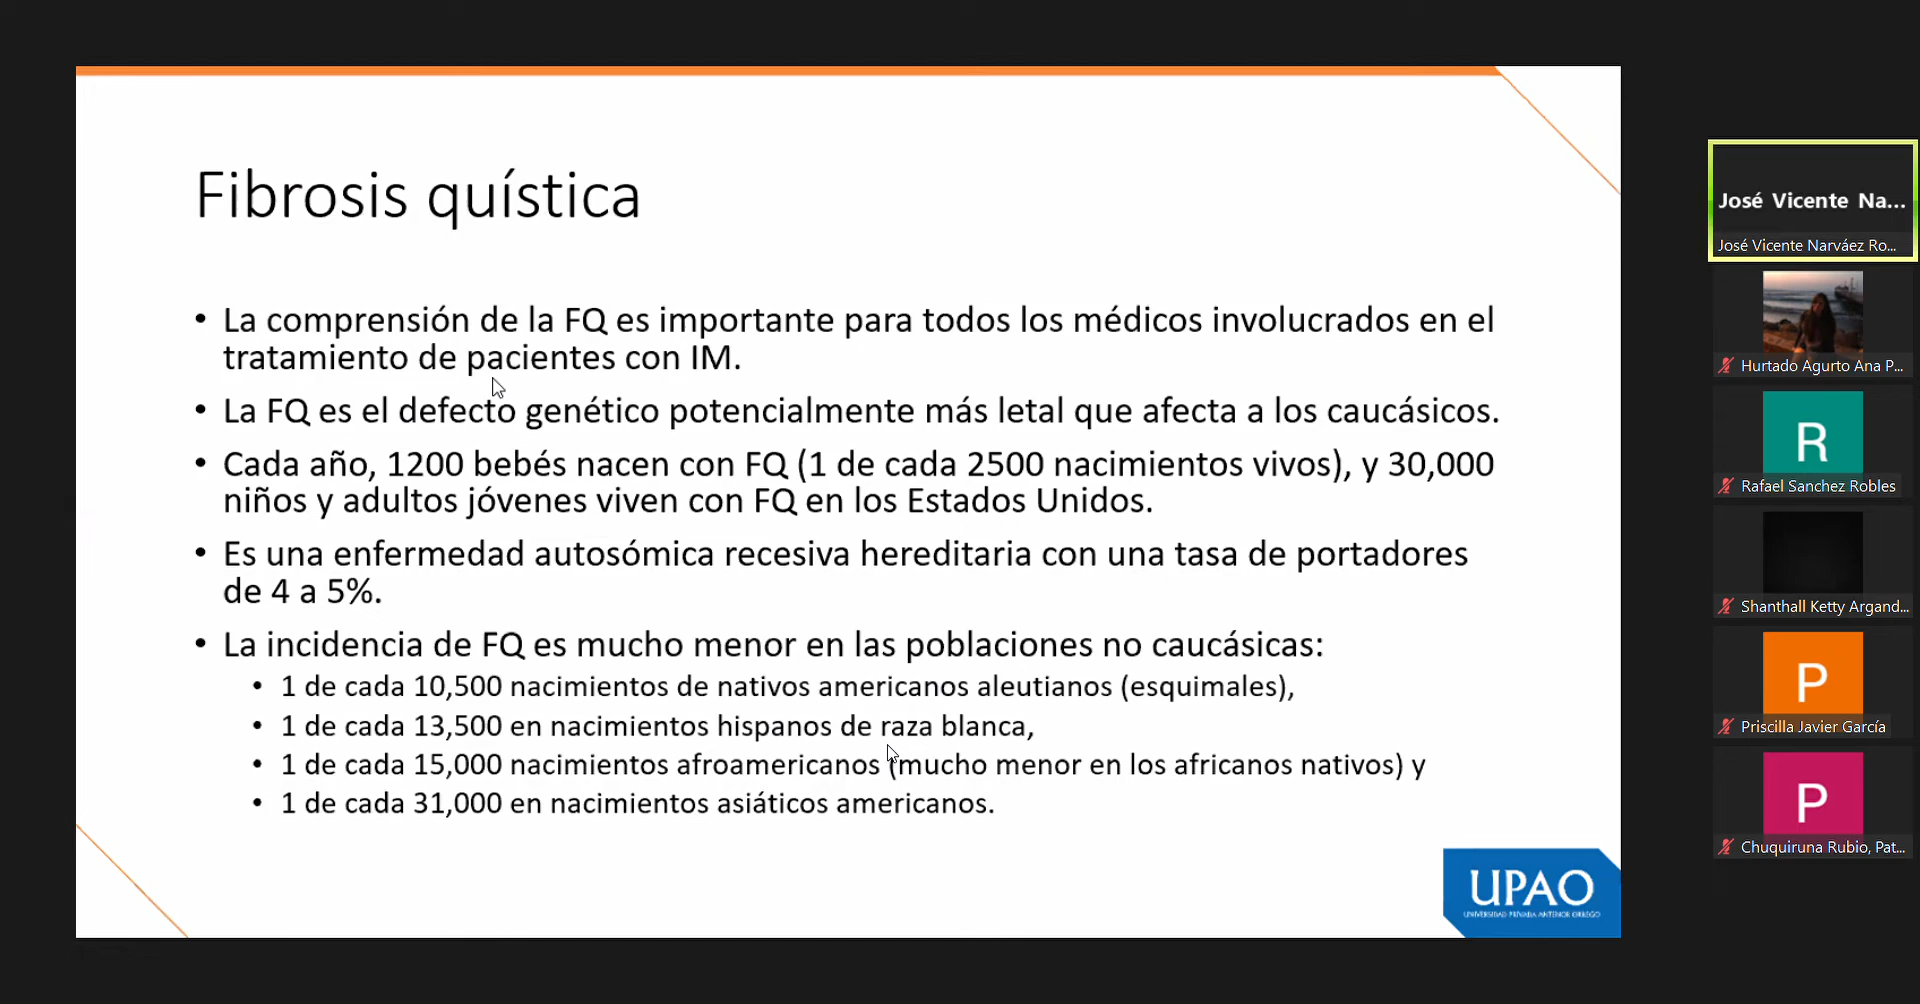 Fibrosis quística
• La comprensión de la FQ es importante para todos los médicos involucrados en el
tratamiento de pacientes con IM.
• La FQ es el defecto genético potencialmente más letal que afecta a los caucásicos.
• Cada año, 1200 bebés nacen con FQ (1 de cada 2500 nacimientos vivos), y 30,000
niños y adultos jóvenes viven con FQ en los Estados Unidos.
• Es una enfermedad autosómica recesiva hereditaria con una tasa de portadores
de 4 a 5%.
• La incidencia de FQ es mucho menor en las poblaciones no caucásicas:
• 1 de cada 10,500 nacimientos de nativos americanos aleutianos (esquimales),
• 1 de cada 13,500 en nacimientos hispanos de raza blanca,
• 1 de cada 15,000 nacimientos afroamericanos (mucho menor en los africanos nativos) y
• 1 de cada 31,000 en nacimientos asiáticos americanos.
UPAO
UNIVERSIDAD PRIVADA ANTENOR ORREGO
José Vicente Na...
José Vicente Narváez Ro...
Hurtado Agurto Ana P...
R
Rafael Sanchez Robles
Shanthall Ketty Argand...
P
Priscilla Javier García
P
Chuquiruna Rubio, Pat...